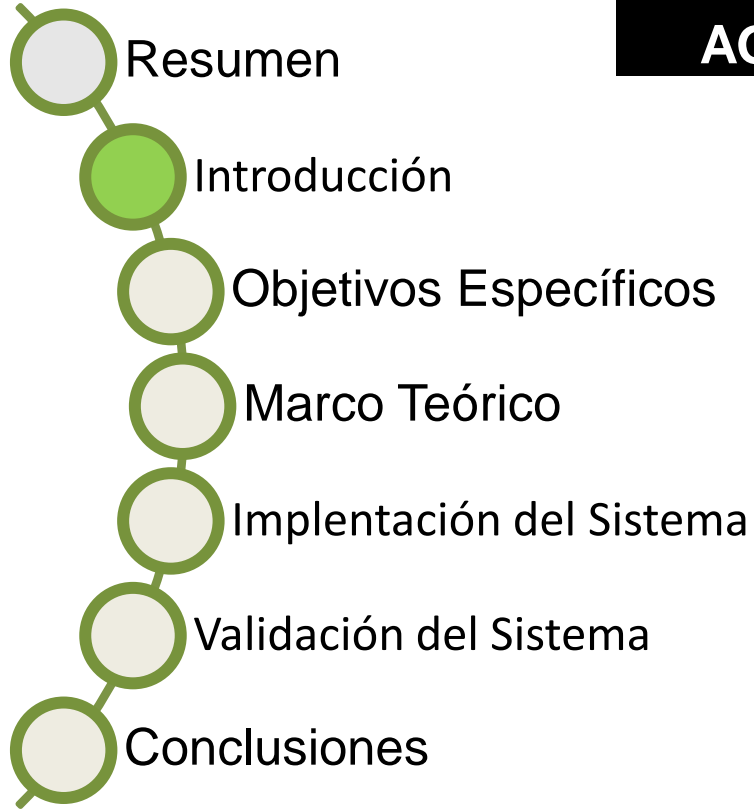 Resumen
Introducción
Objetivos Específicos
Marco Teórico
Implentación del Sistema
Validación del Sistema
Conclusiones